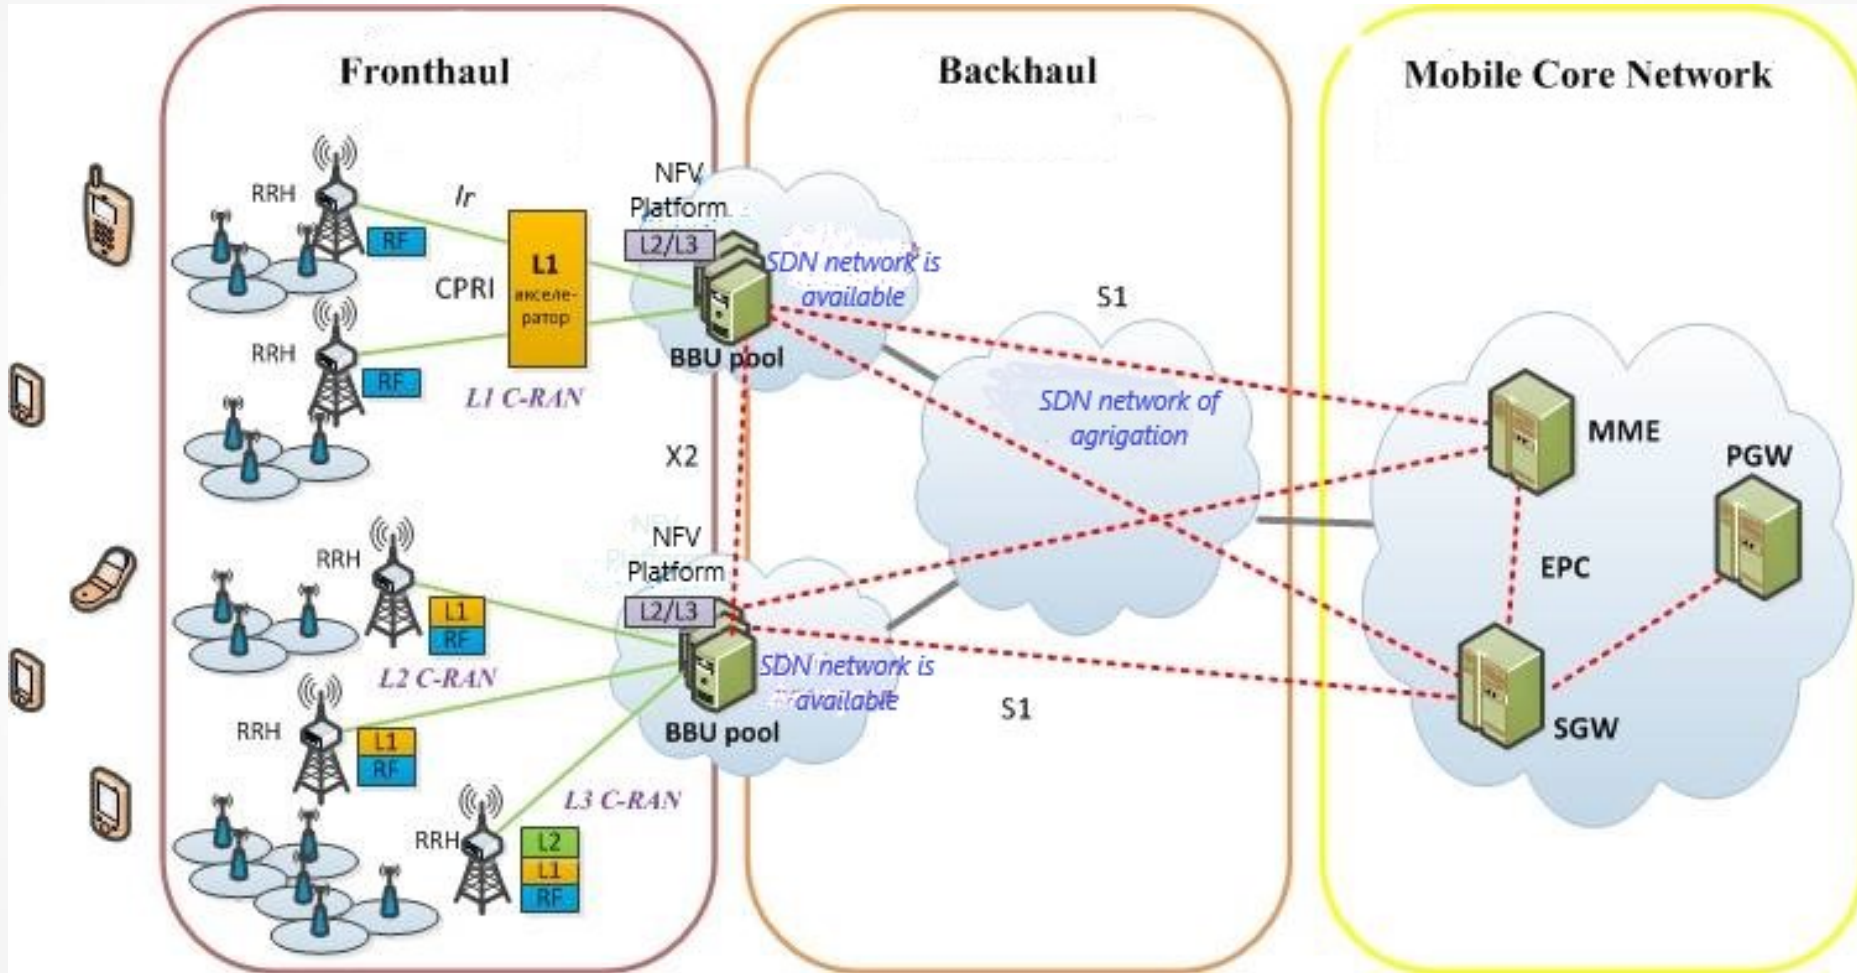 Fronthaul
Backhaul
Mobile Core Network
RRH
Ir
RF
CPRI
L1
акселе-
ратор
NFV
Platform
L2/L3
SDN network is
available
BBU pool
RRH
RF
L1 C-RAN
X2
S1
SDN network of
agrigation
MME
PGW
EPC
SGW
NFV
Platform
L2/L3
SDN network is
available
BBU pool
S1
RRH
L1
RF
L2 C-RAN
RRH
L1
RF
L3 C-RAN
RRH
L2
L1
RF